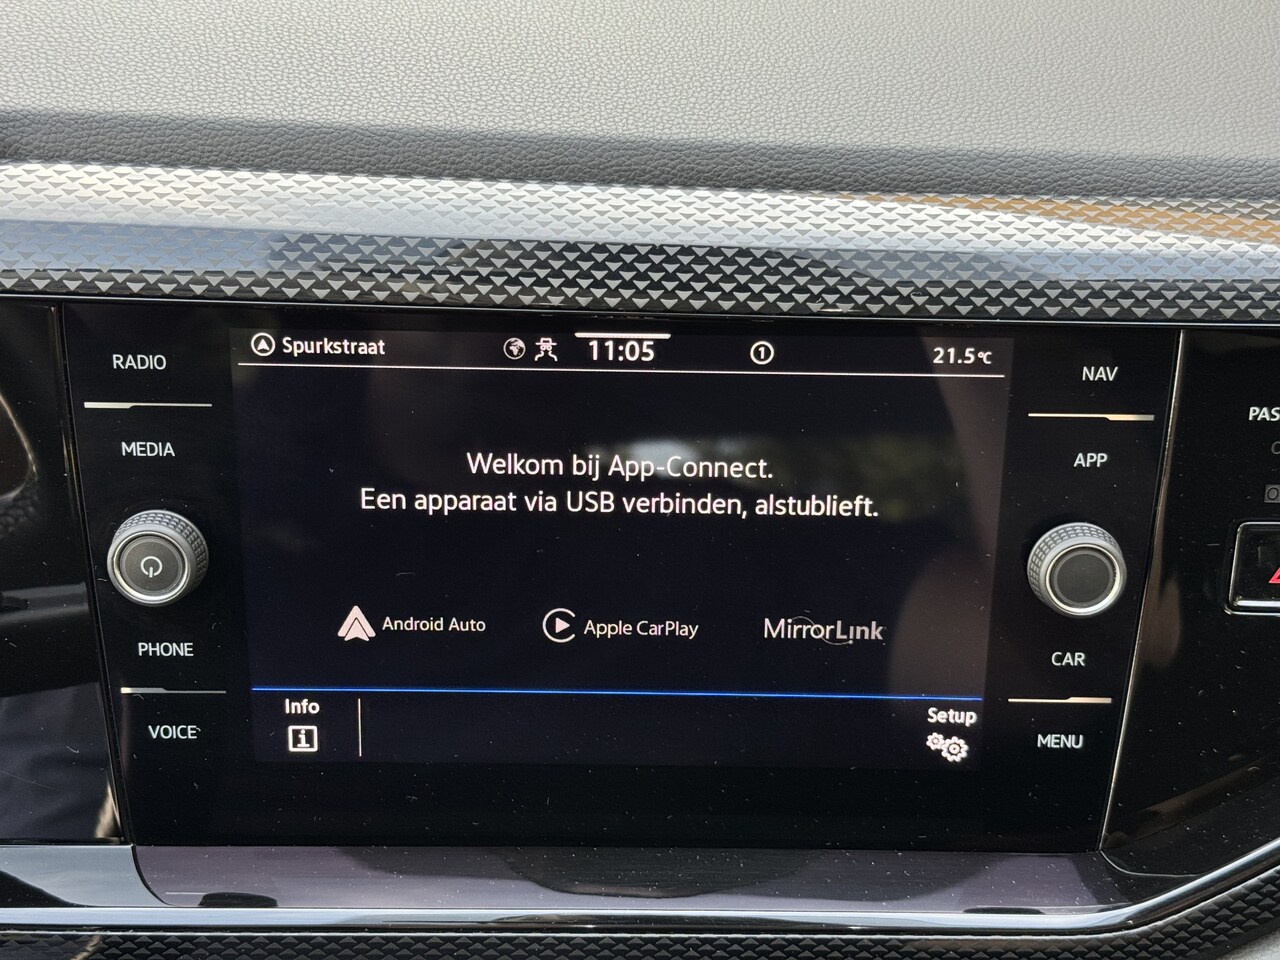 RADIO
MEDIA
PHONE
VOICE
Spurkstraat
11:05
1
21.5°C
Welkom bij App-Connect.
Een apparaat via USB verbinden, alstublieft.
Android Auto
Apple CarPlay
MirrorLink
Info
i
Setup
NAV
APP
CAR
MENU
PAS